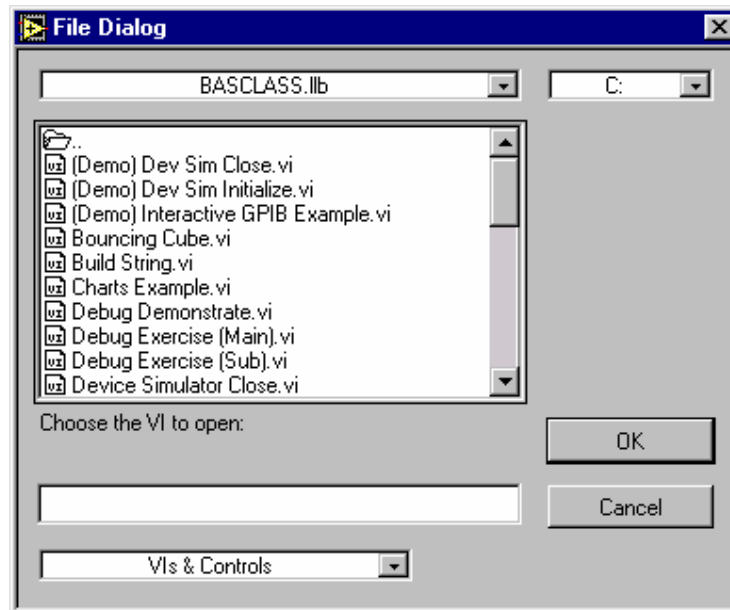 File Dialog
BASCLASS.llb
C:
..
(Demo) Dev Sim Close.vi
(Demo) Dev Sim Initialize.vi
(Demo) Interactive GPIB Example.vi
Bouncing Cube.vi
Build String.vi
Charts Example.vi
Debug Demonstrate.vi
Debug Exercise (Main).vi
Debug Exercise (Sub).vi
Device Simulator Close.vi
Choose the VI to open:
OK
Cancel
VIs & Controls